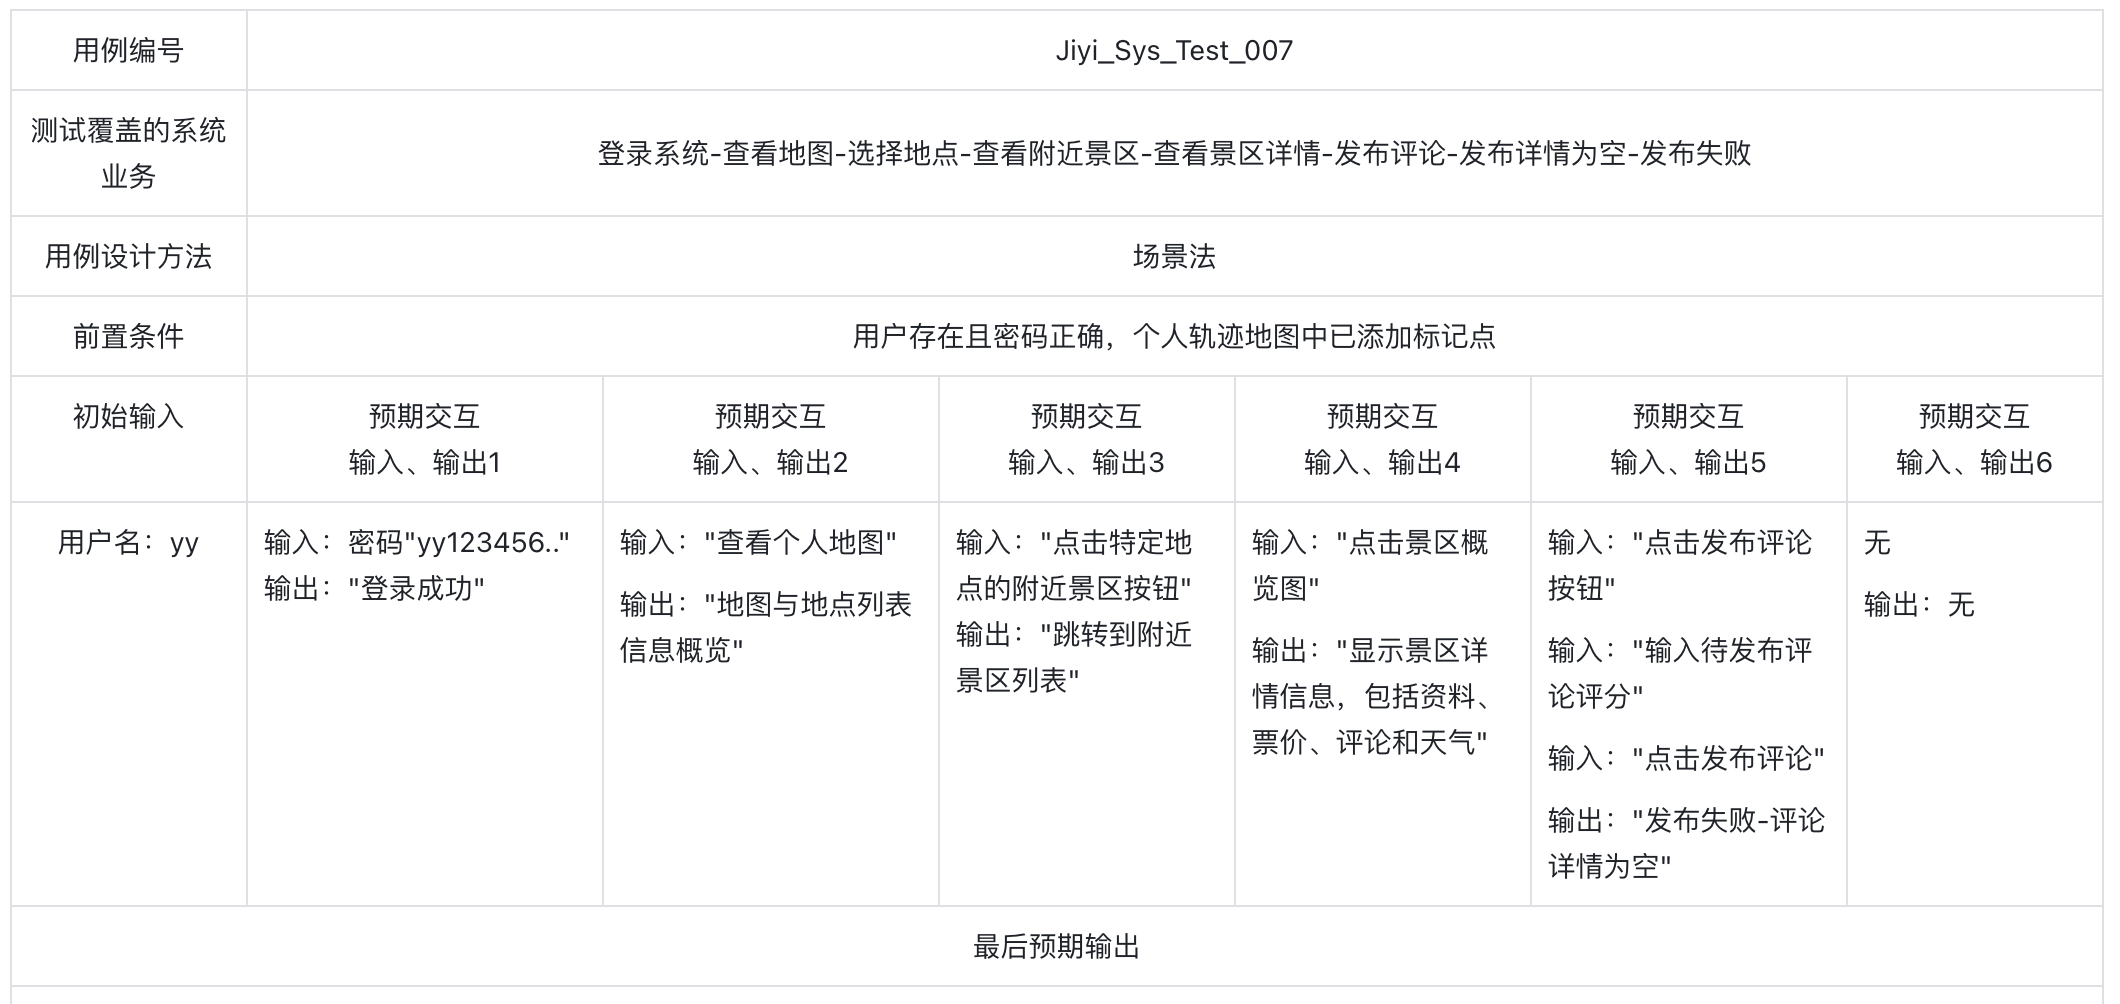 用例编号
Jiyi_Sys_Test_007
测试覆盖的系统
业务
登录系统-查看地图-选择地点-查看附近景区-查看景区详情-发布评论-发布详情为空-发布失败
用例设计方法
场景法
前置条件
用户存在且密码正确，个人轨迹地图中已添加标记点
初始输入
预期交互
输入、输出1
预期交互
输入、输出2
预期交互
输入、输出3
预期交互
输入、输出4
预期交互
输入、输出5
预期交互
输入、输出6
用户名：yy
输入：密码"yy123456.."
输出："登录成功"
输入："查看个人地图"
输出："地图与地点列表
信息概览"
输入："点击特定地
点的附近景区按钮"
输出："跳转到附近
景区列表"
输入："点击景区概
览图"
输出："显示景区详
情信息，包括资料、
票价、评论和天气"
输入："点击发布评论
按钮"
输入："输入待发布评
论评分"
输入："点击发布评论"
输出："发布失败-评论
详情为空"
无
输出：无
最后预期输出